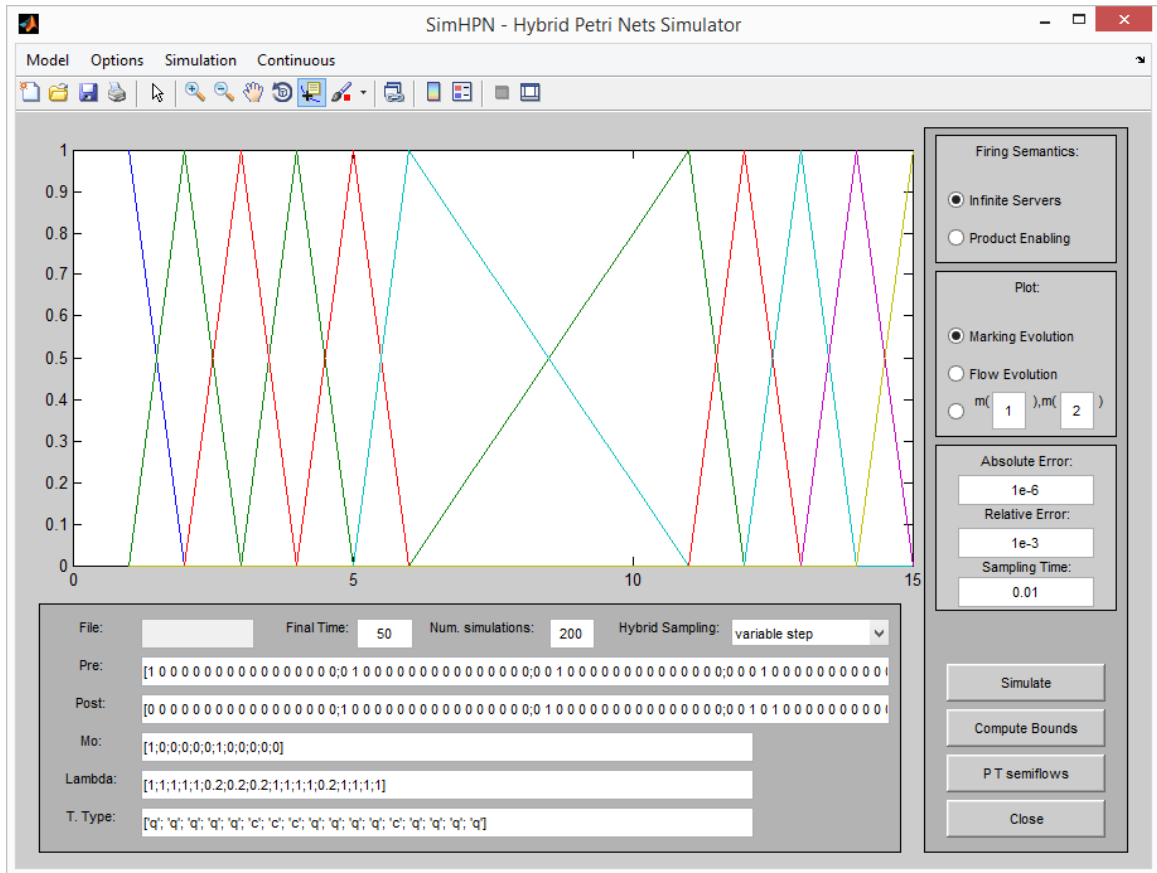 SimHPN - Hybrid Petri Nets Simulator
Model Options Simulation Continuous
1
0.9
0.8
0.7
0.6
0.5
0.4
0.3
0.2
0.1
0
0 5 10 15
Firing Semantics:
Infinite Servers
Product Enabling
Plot:
Marking Evolution
Flow Evolution
m( 1 ),m( 2 )
Absolute Error:
1e-6
Relative Error:
1e-3
Sampling Time:
0.01
File: Final Time: 50 Num. simulations: 200 Hybrid Sampling: variable step
Pre: [1 0 0 0 0 0 0 0 0 0 0 0 0 0 0 0 0;0 1 0 0 0 0 0 0 0 0 0 0 0 0 0 0 0;0 0 1 0 0 0 0 0 0 0 0 0 0 0 0 0 0;0 0 0 1 0 0 0 0 0 0 0 0 0
Post: [0 0 0 0 0 0 0 0 0 0 0 0 0 0 0 0 0;1 0 0 0 0 0 0 0 0 0 0 0 0 0 0 0 0;0 1 0 0 0 0 0 0 0 0 0 0 0 0 0 0 0;0 0 1 0 1 0 0 0 0 0 0 0 0
Mo: [1;0;0;0;0;0;1;0;0;0;0;0]
Lambda: [1;1;1;1;1;0.2;0.2;0.2;1;1;1;1;0.2;1;1;1;1]
T. Type: ['q'; 'q'; 'q'; 'q'; 'q'; 'c'; 'c'; 'c'; 'q'; 'q'; 'q'; 'q'; 'c'; 'q'; 'q'; 'q'; 'q']
Simulate
Compute Bounds
P T semiflows
Close